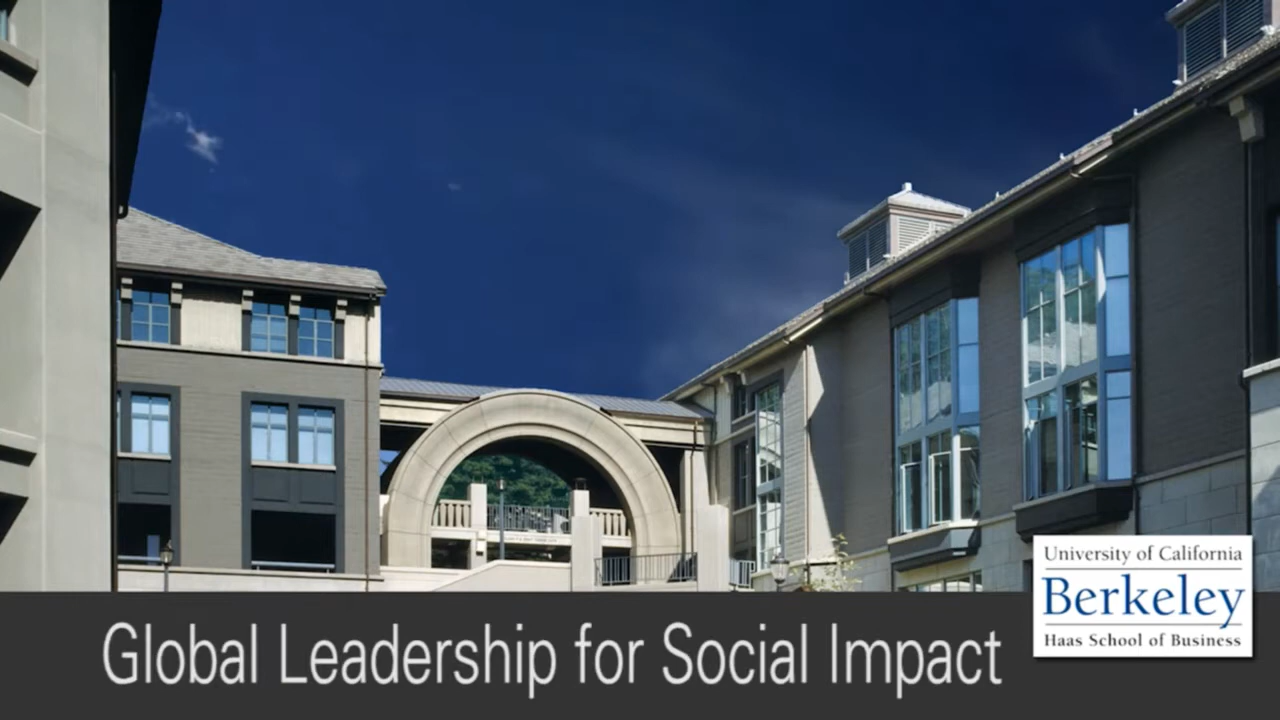 University of California
Berkeley
Haas School of Business
Global Leadership for Social Impact